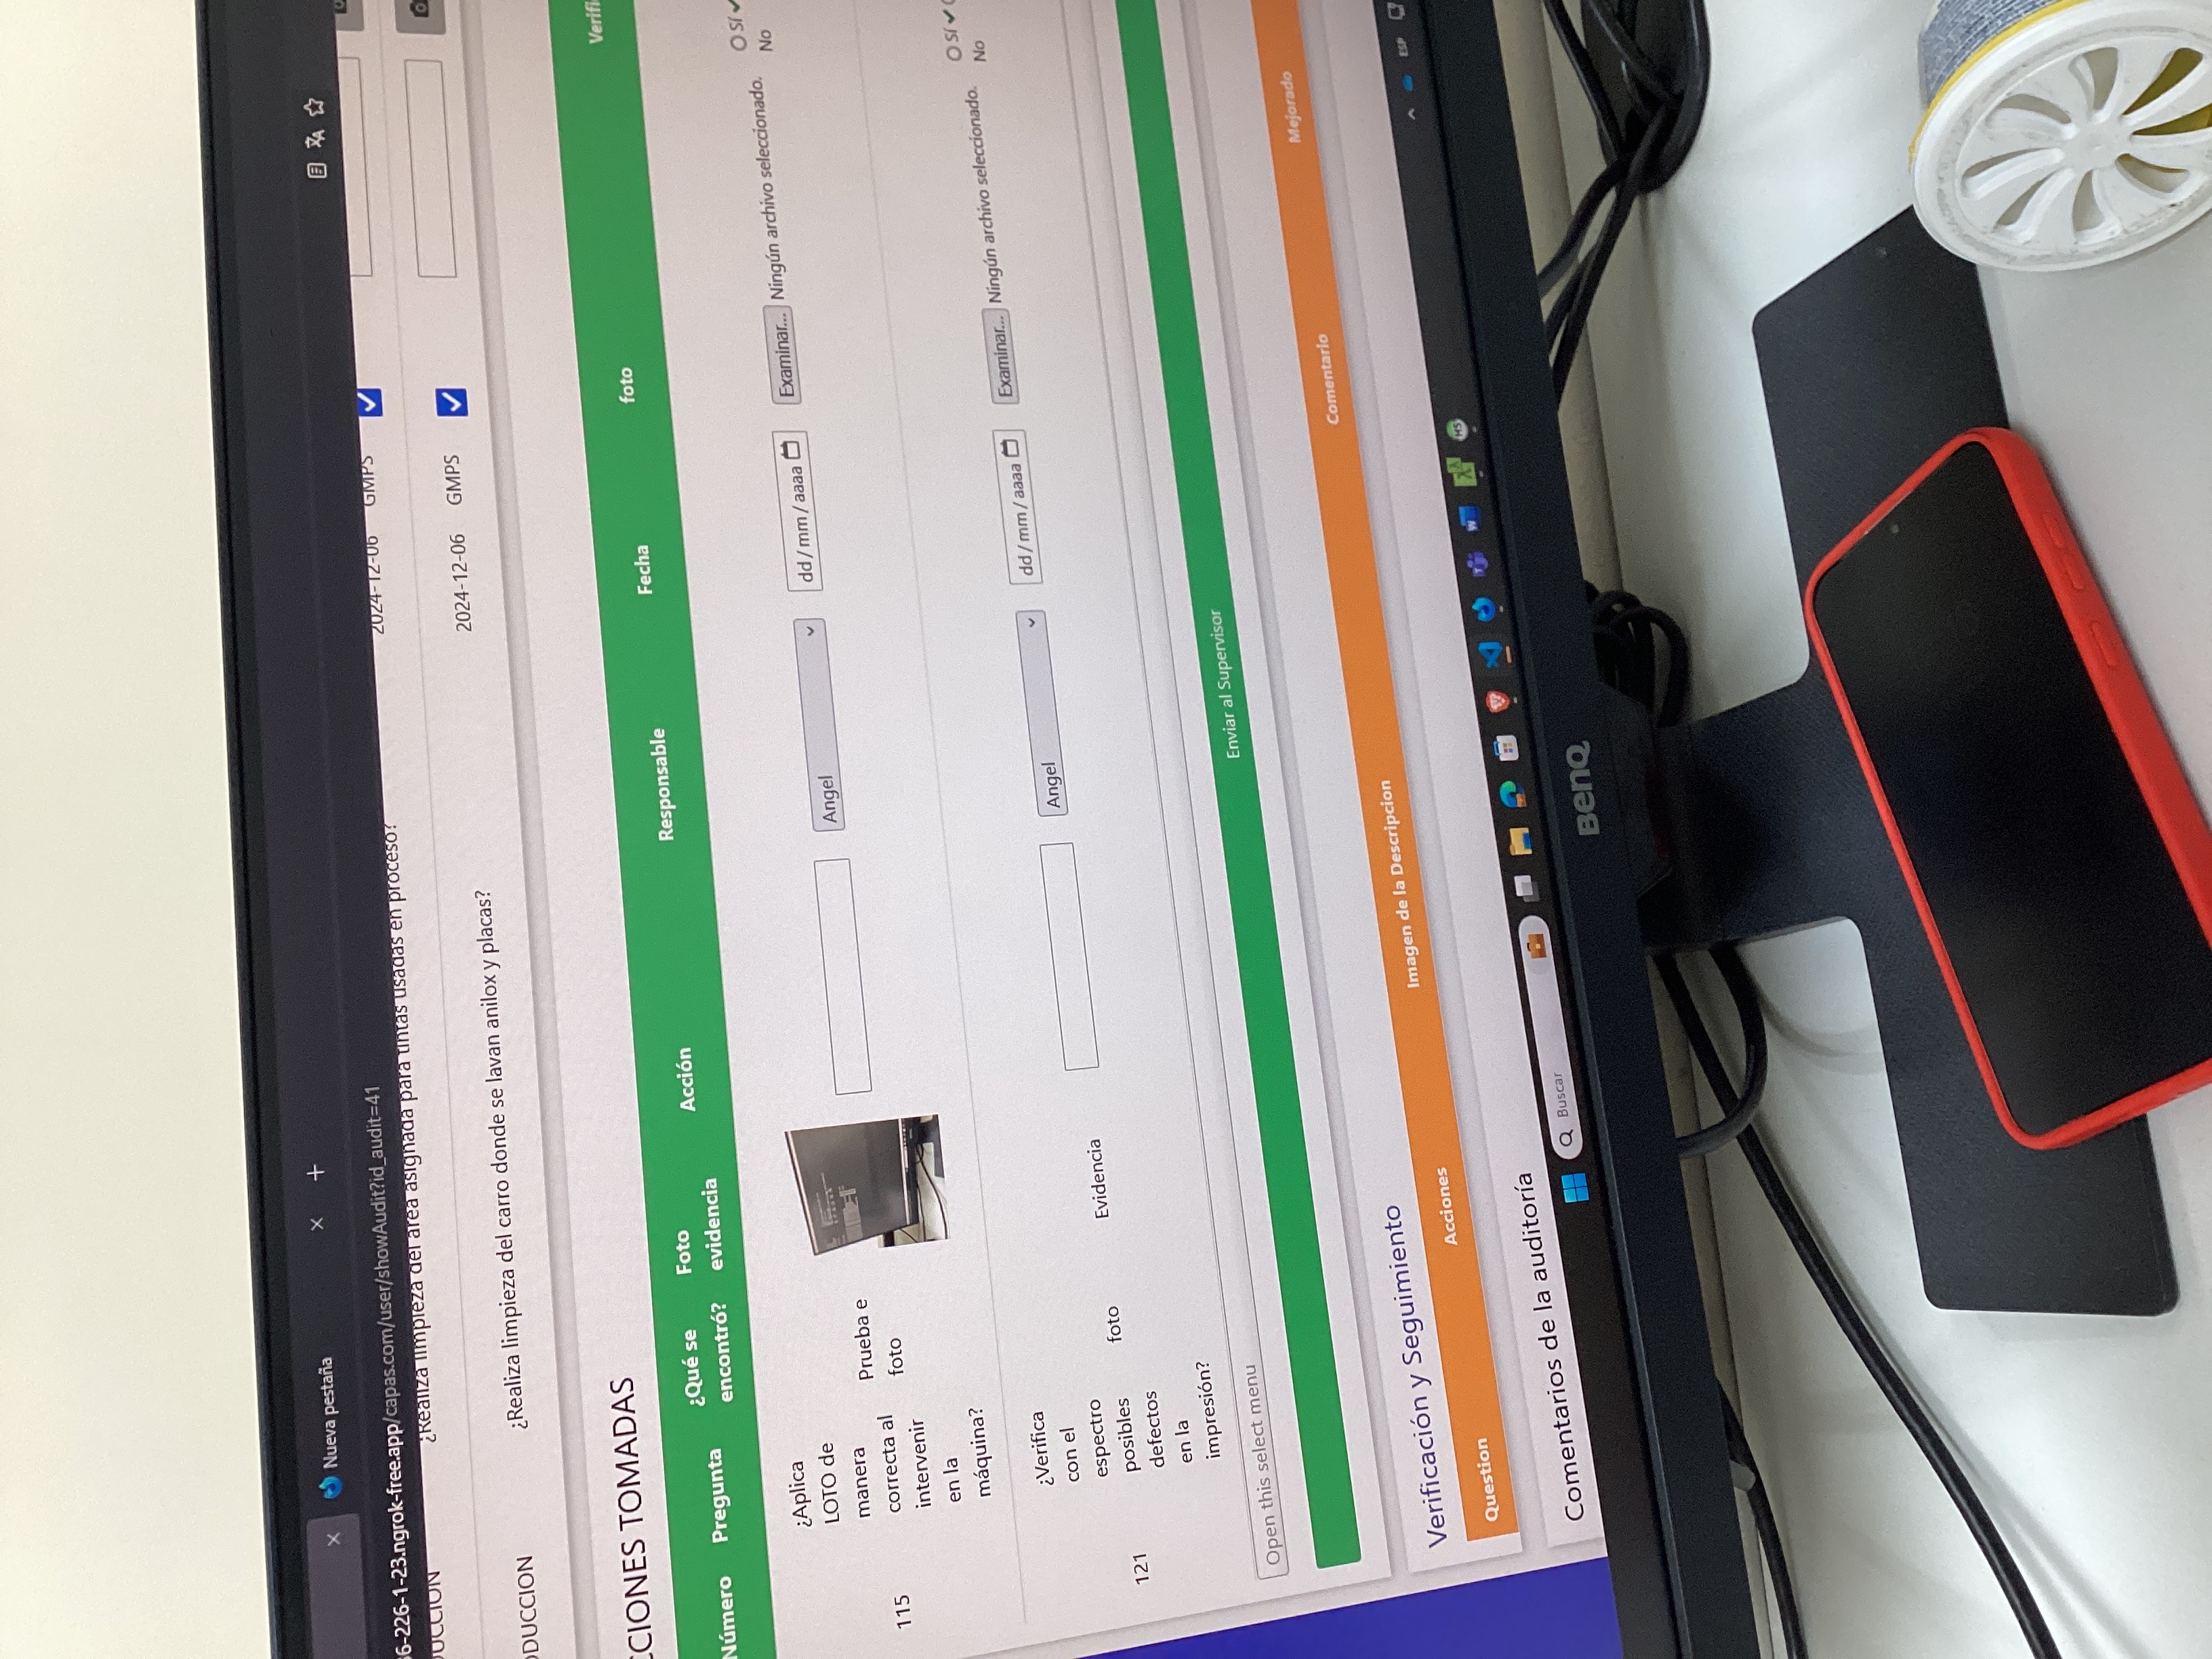 Nueva pestaña
6-226-1-23.ngrok-free.app/capas.com/user/showAudit?id_audit=41
¿Realiza limpieza del área asignada para tintas usadas en proceso? 2024-12-06 GMPS
DUCCION ¿Realiza limpieza del carro donde se lavan anilox y placas? 2024-12-06 GMPS
CCIONES TOMADAS
Número Pregunta ¿Qué se encontró? Foto evidencia Acción Responsable Fecha foto Verifi
115
¿Aplica
LOTO de
manera
correcta al
intervenir
en la
máquina?
Prueba e
foto
Angel
dd/mm/aaaa
Examinar... Ningún archivo seleccionado.
Sí
No
121
¿Verifica
con el
espectro
posibles
defectos
en la
impresión?
foto
Evidencia
Angel
dd/mm/aaaa
Examinar... Ningún archivo seleccionado.
Sí
No
Open this select menu
Enviar al Supervisor
Verificación y Seguimiento
Question Acciones Imagen de la Descripcion Comentario Mejorado
Comentarios de la auditoría
Buscar
ESP
BenQ